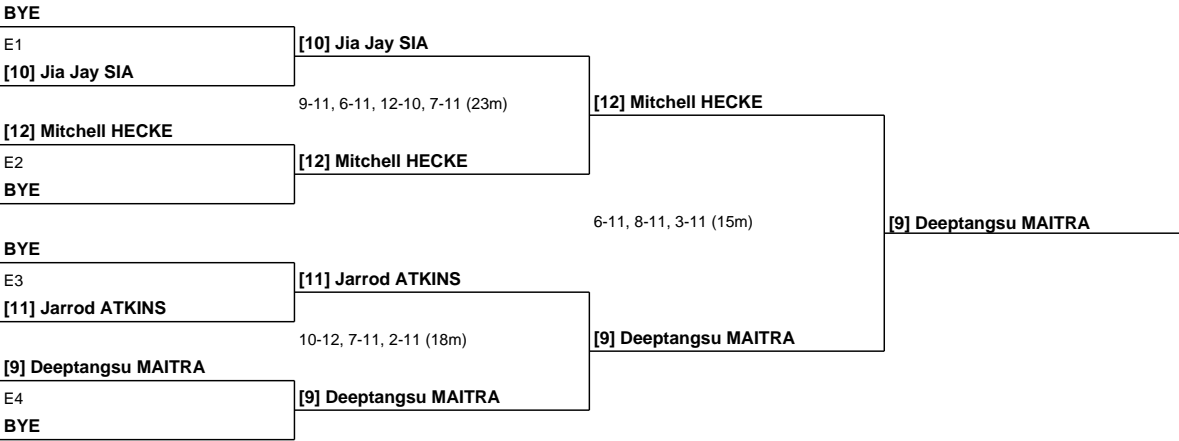 BYE
E1
[10] Jia Jay SIA
[10] Jia Jay SIA
9-11, 6-11, 12-10, 7-11 (23m)
[12] Mitchell HECKE
[12] Mitchell HECKE
E2
[12] Mitchell HECKE
BYE
6-11, 8-11, 3-11 (15m)
[9] Deeptangsu MAITRA
BYE
E3
[11] Jarrod ATKINS
[11] Jarrod ATKINS
10-12, 7-11, 2-11 (18m)
[9] Deeptangsu MAITRA
[9] Deeptangsu MAITRA
E4
[9] Deeptangsu MAITRA
BYE